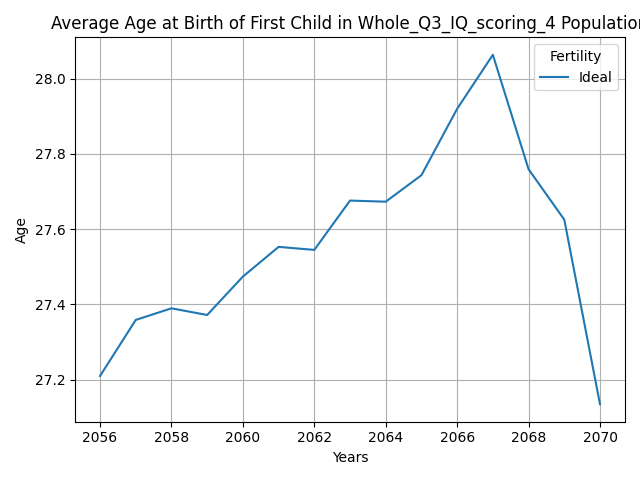 Average Age at Birth of First Child in Whole_Q3_IQ_scoring_4 Population
Fertility
Ideal
28.0
27.8
27.6
27.4
27.2
Age
2056 2058 2060 2062 2064 2066 2068 2070
Years